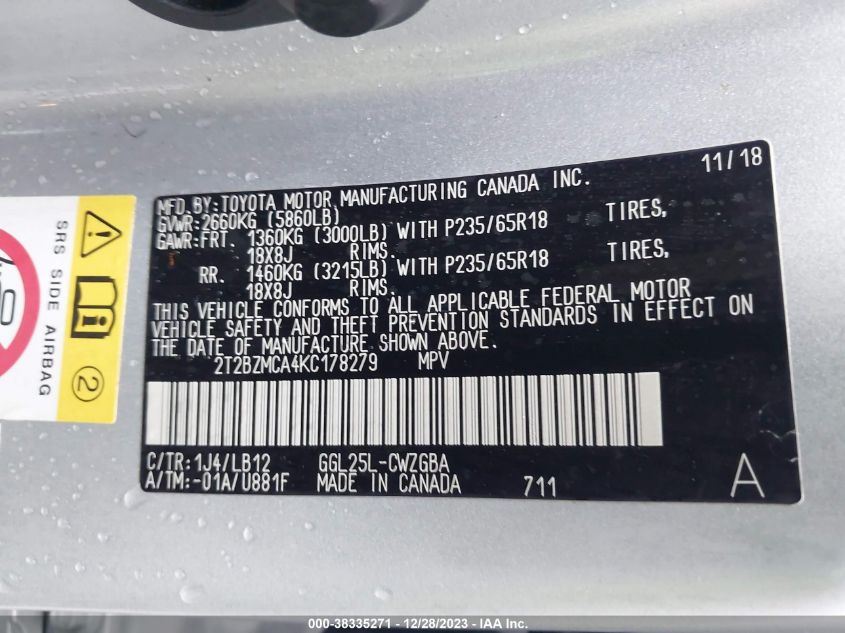 11/18
MFD. BY: TOYOTA MOTOR MANUFACTURING CANADA INC.
GVWR: 2660KG (5860LB)
GAWR: FRT. 1360KG (3000LB) WITH P235/65R18 TIRES,
18X8J RIMS.
RR. 1460KG (3215LB) WITH P235/65R18 TIRES,
18X8J RIMS.
THIS VEHICLE CONFORMS TO ALL APPLICABLE FEDERAL MOTOR
VEHICLE SAFETY AND THEFT PREVENTION STANDARDS IN EFFECT ON
THE DATE OF MANUFACTURE SHOWN ABOVE.
2T2BZMCA4KC178279 MPV
C/TR: 1J4/LB12 GGL25L-CWZGBA
A/TM: -01A/U881F MADE IN CANADA 711 A
SRS SIDE AIRBAG
2
000-38335271 - 12/28/2023 - IAA Inc.